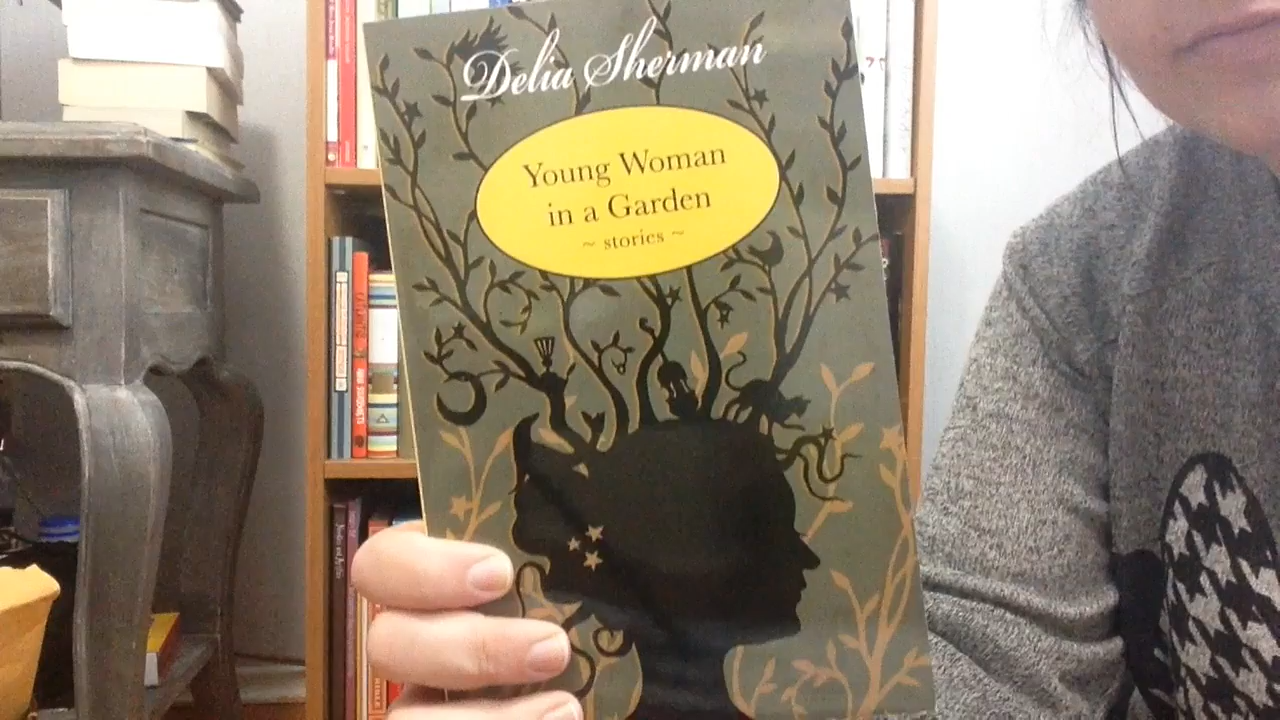 Delia Sherman
Young Woman
in a Garden
~ stories ~